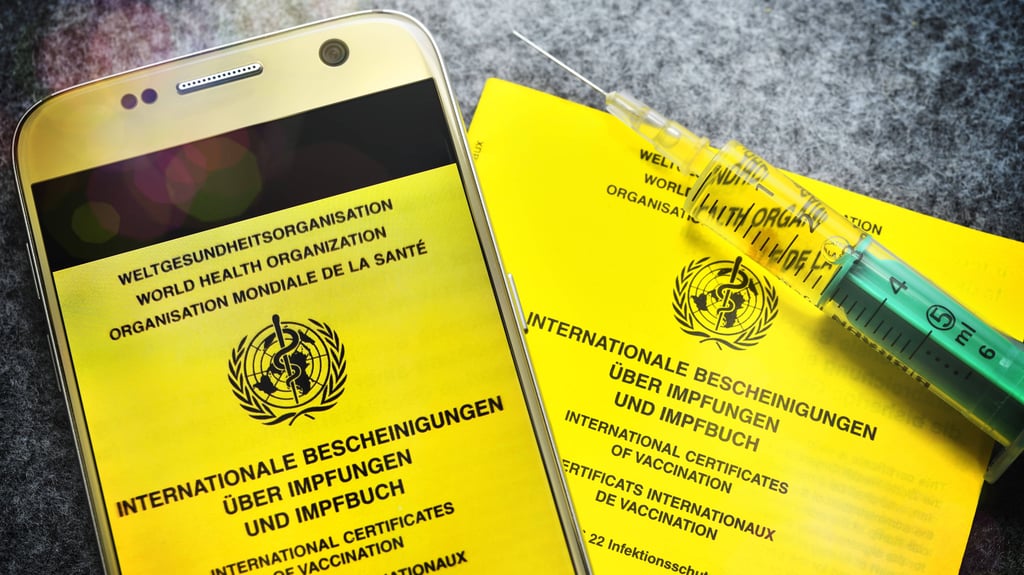 WELTGESUNDHEITSORGANISATION
WORLD HEALTH ORGANIZATION
ORGANISATION MONDIALE DE LA SANTÉ
INTERNATIONALE BESCHEINIGUNGEN
ÜBER IMPFUNGEN
UND IMPFBUCH
INTERNATIONAL CERTIFICATES
OF VACCINATION
INTERNATIONALE BESCHEINIGUNGEN
ÜBER IMPFUNGEN
UND IMPFBUCH
INTERNATIONAL CERTIFICATES
OF VACCINATION
ERTIFICATS INTERNATIONAUX
DE VACCINATION
22 Infektionsschu
4
5 ml
6